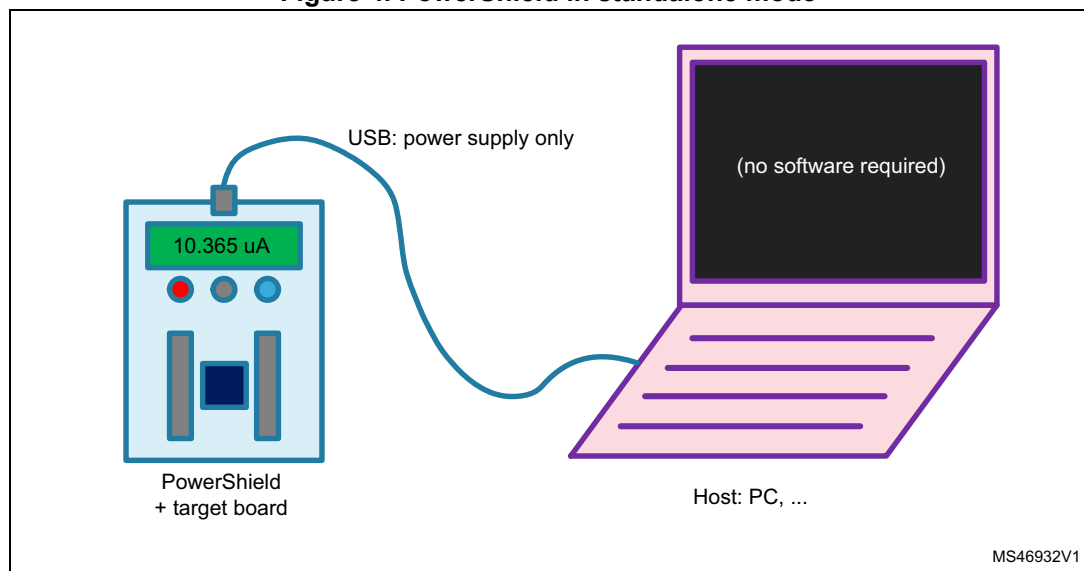 USB: power supply only
(no software required)
10.365 uA
PowerShield
+ target board
Host: PC, ...
MS46932V1